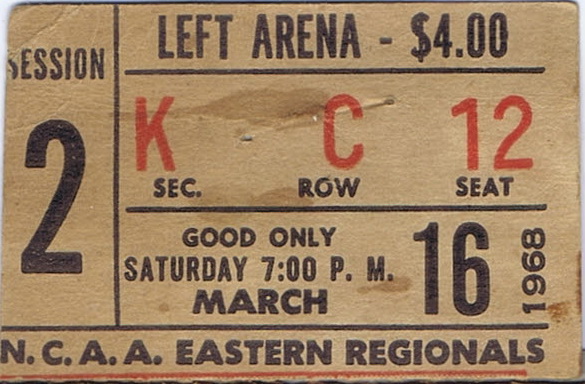 SESSION
2
LEFT ARENA - $4.00
K C 12
SEC. ROW SEAT
GOOD ONLY
SATURDAY 7:00 P. M.
MARCH
16
1968
N.C.A.A. EASTERN REGIONALS